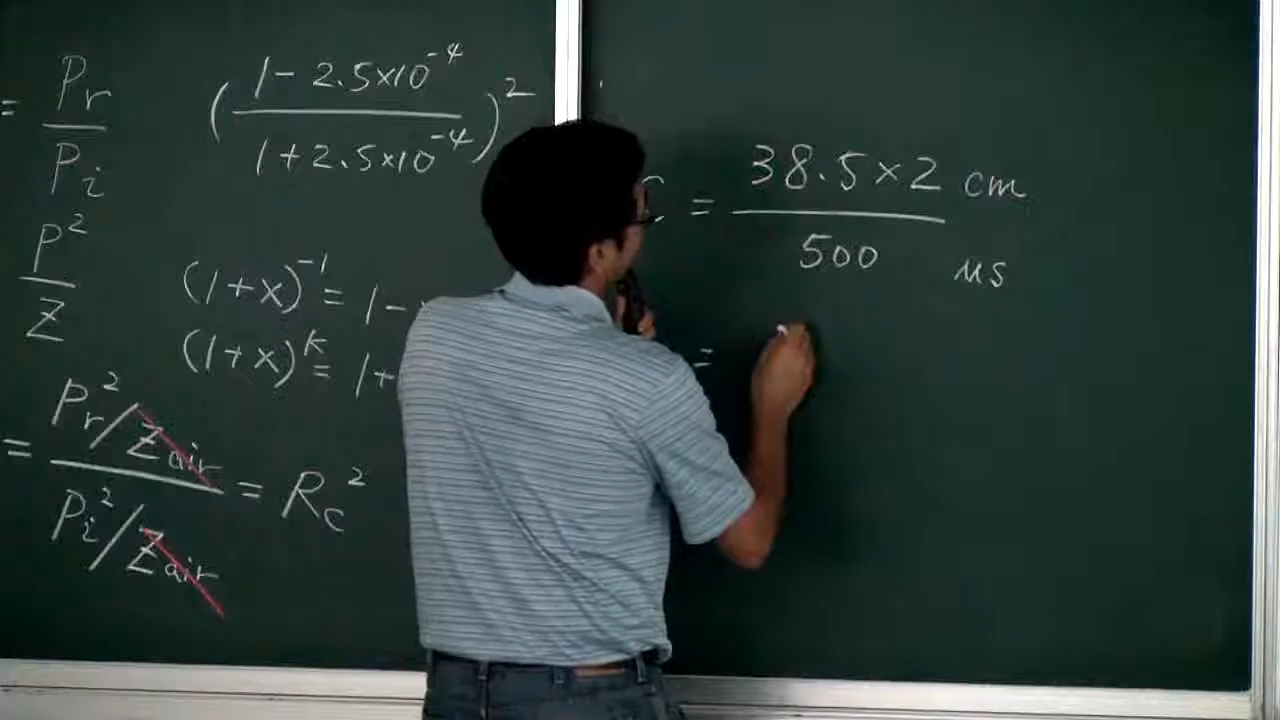 = Pr / Pi
P² / Z
= Pr²/Zair / Pi²/Zair = Rc²
(1 - 2.5×10⁻⁴ / 1 + 2.5×10⁻⁴)²
(1+x)⁻¹ = 1 -
(1+x)ᴷ = 1+
= 38.5×2 cm / 500 μs
=